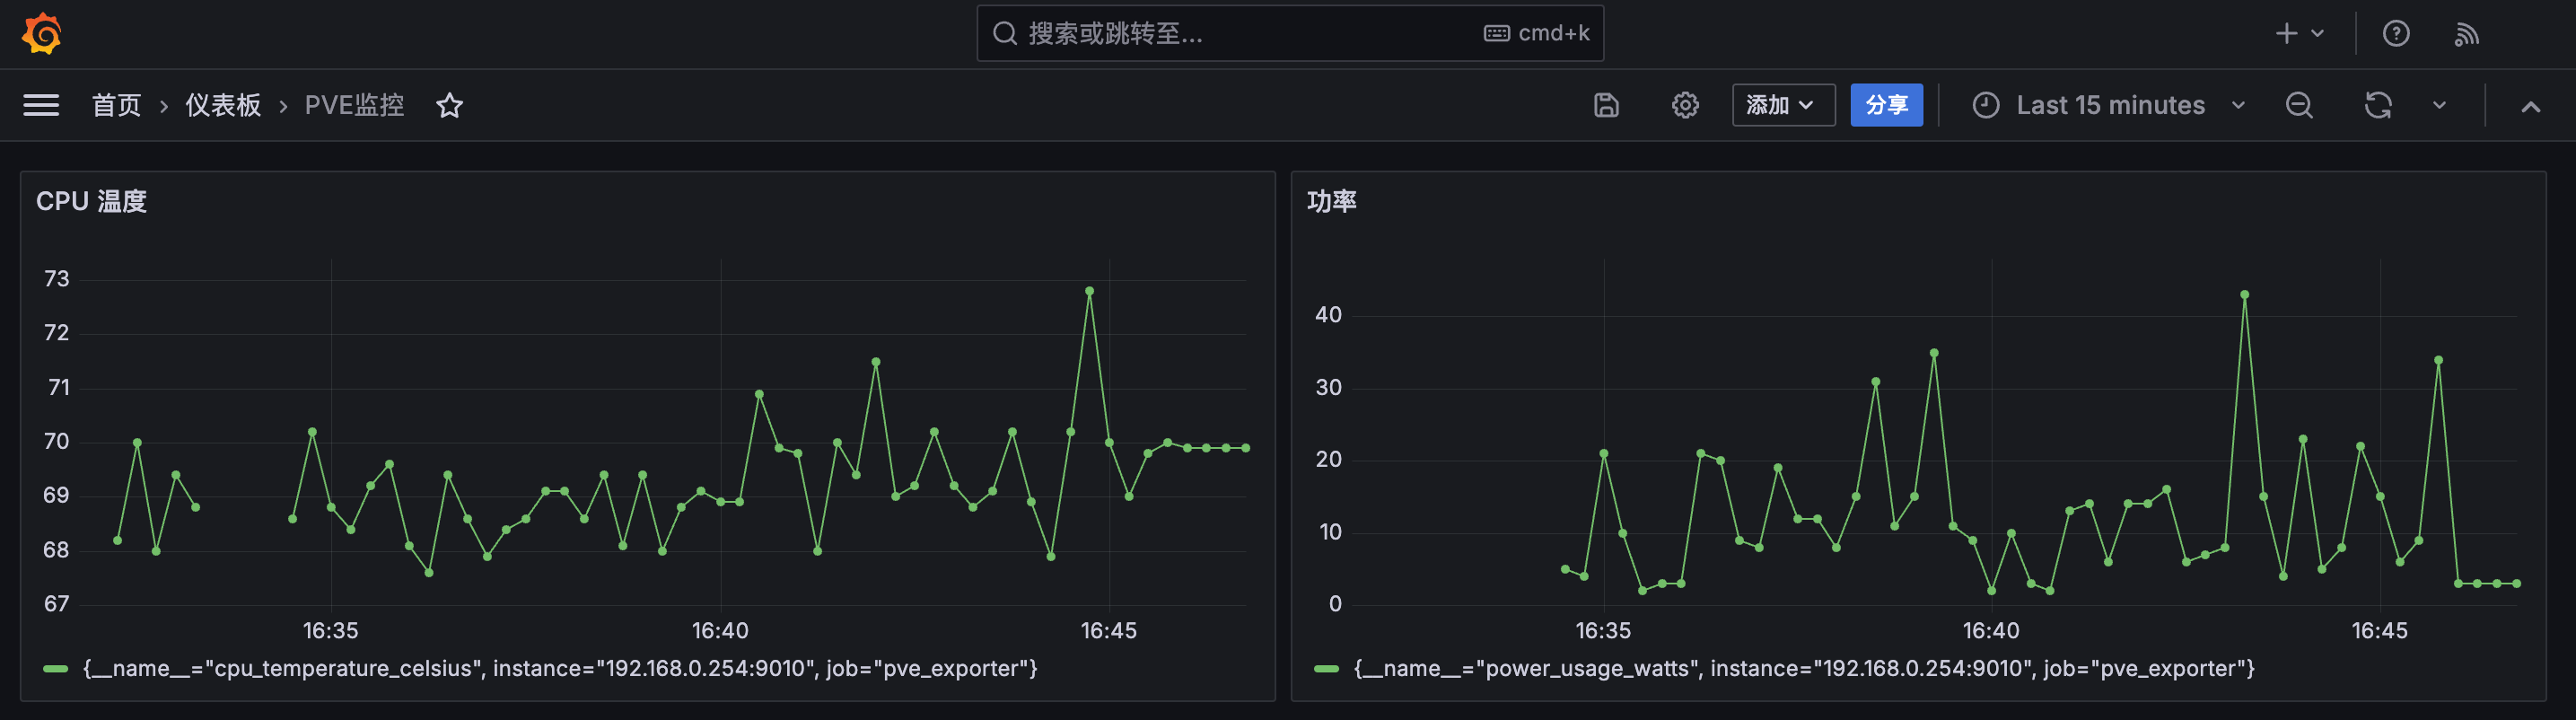 搜索或跳转至...
cmd+k
首页 › 仪表板 › PVE监控
添加
分享
Last 15 minutes
CPU 温度
73
72
71
70
69
68
67
16:35 16:40 16:45
{__name__="cpu_temperature_celsius", instance="192.168.0.254:9010", job="pve_exporter"}
功率
40
30
20
10
0
16:35 16:40 16:45
{__name__="power_usage_watts", instance="192.168.0.254:9010", job="pve_exporter"}